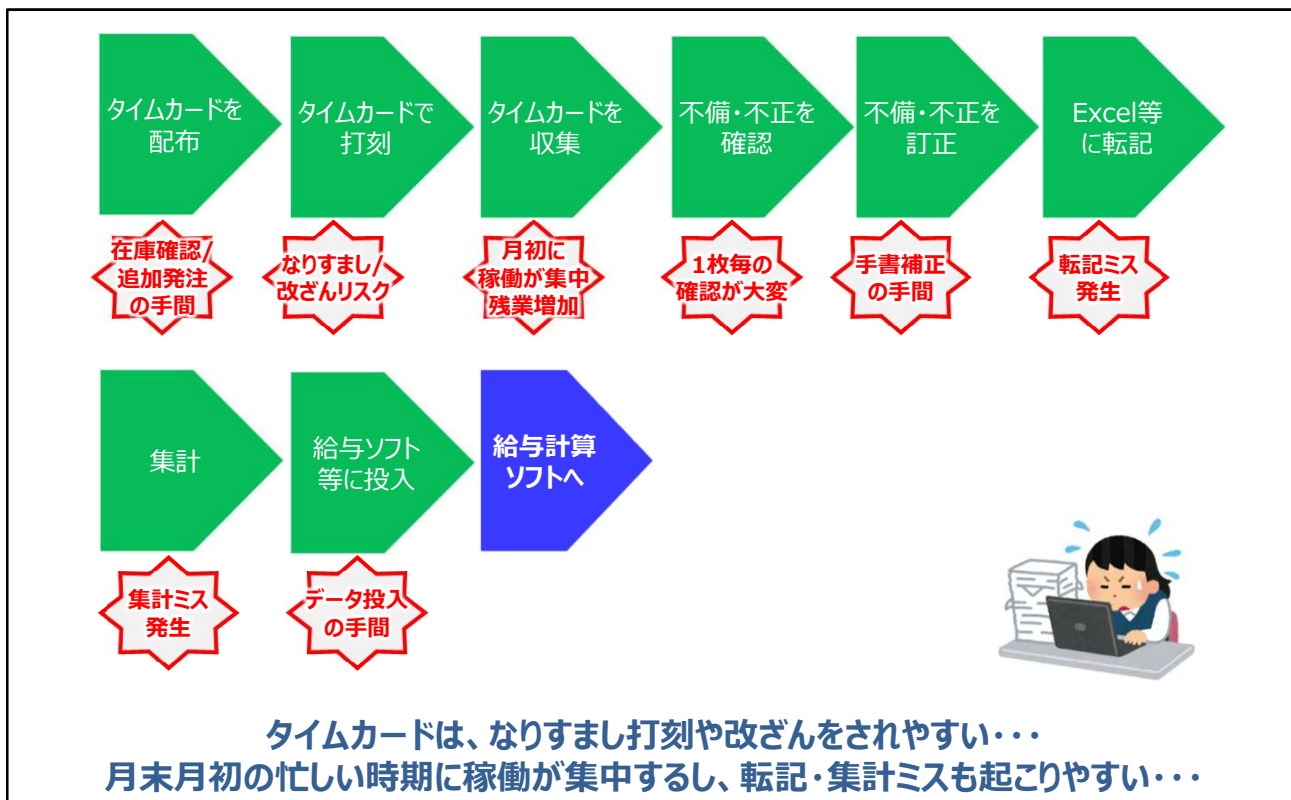 タイムカードを
配布
タイムカードで
打刻
タイムカードを
収集
不備・不正を
確認
不備・不正を
訂正
Excel等
に転記
在庫確認/
追加発注
の手間
なりすまし/
改ざんリスク
月初に
稼働が集中
残業増加
1枚毎の
確認が大変
手書補正
の手間
転記ミス
発生
集計
給与ソフト
等に投入
給与計算
ソフトへ
集計ミス
発生
データ投入
の手間
タイムカードは、なりすまし打刻や改ざんをされやすい・・・
月末月初の忙しい時期に稼働が集中するし、転記・集計ミスも起こりやすい・・・